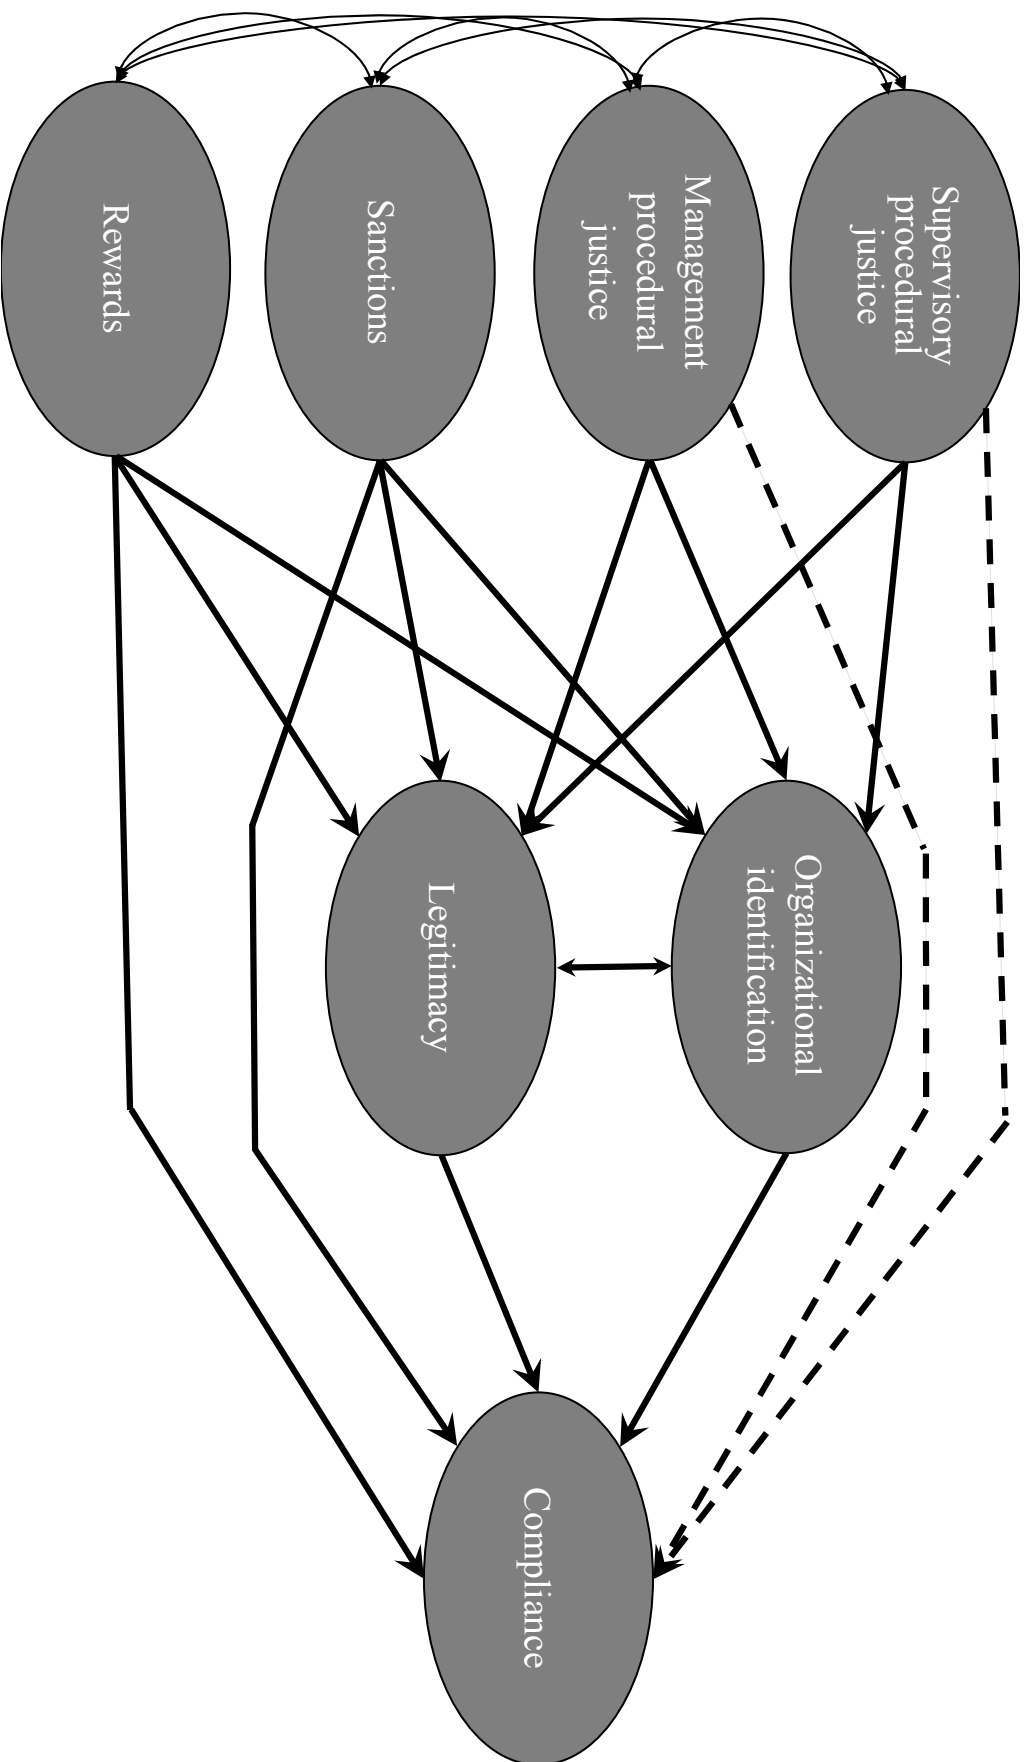 Supervisory
procedural
justice
Management
procedural
justice
Sanctions
Rewards
Organizational
identification
Legitimacy
Compliance